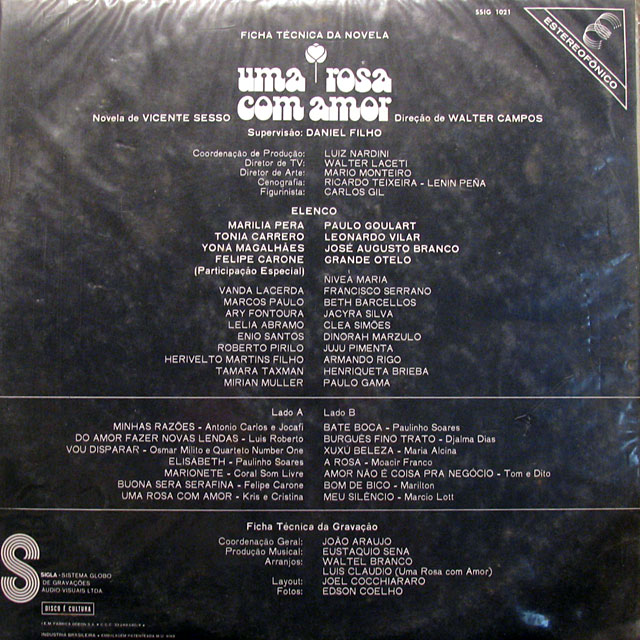 SSIG 1021
ESTEREOFÔNICO
FICHA TÉCNICA DA NOVELA
uma rosa
com amor
Novela de VICENTE SESSO
Direção de WALTER CAMPOS
Supervisão: DANIEL FILHO
Coordenação de Produção: LUIZ NARDINI
Diretor de TV: WALTER LACETI
Diretor de Arte: MARIO MONTEIRO
Cenografia: RICARDO TEIXEIRA - LENIN PEÑA
Figurinista: CARLOS GIL
ELENCO
MARILIA PERA PAULO GOULART
TONIA CARRERO LEONARDO VILAR
YONÁ MAGALHÃES JOSÉ AUGUSTO BRANCO
FELIPE CARONE GRANDE OTELO
(Participação Especial)
NIVEA MARIA
VANDA LACERDA FRANCISCO SERRANO
MARCOS PAULO BETH BARCELLOS
ARY FONTOURA JACYRA SILVA
LELIA ABRAMO CLEA SIMÕES
ENIO SANTOS DINORAH MARZULO
ROBERTO PIRILO JUJU PIMENTA
HERIVELTO MARTINS FILHO ARMANDO RIGO
TAMARA TAXMAN HENRIQUETA BRIEBA
MIRIAN MULLER PAULO GAMA
Lado A Lado B
MINHAS RAZÕES - Antonio Carlos e Jocafi BATE BOCA - Paulinho Soares
DO AMOR FAZER NOVAS LENDAS - Luis Roberto BURGUÊS FINO TRATO - Djalma Dias
VOU DISPARAR - Osmar Milito e Quarteto Number One XUXÚ BELEZA - Maria Alcina
ELISABETH - Paulinho Soares A ROSA - Moacir Franco
MARIONETE - Coral Som Livre AMOR NÃO É COISA PRA NEGÓCIO - Tom e Dito
BUONA SERA SERAFINA - Felipe Carone BOM DE BICO - Marilton
UMA ROSA COM AMOR - Kris e Cristina MEU SILÊNCIO - Marcio Lott
Ficha Técnica da Gravação
Coordenação Geral: JOÃO ARAUJO
Produção Musical: EUSTAQUIO SENA
Arranjos: WALTEL BRANCO
LUIS CLAUDIO (Uma Rosa com Amor)
Layout: JOEL COCCHIARARO
Fotos: EDSON COELHO
SIGLA - SISTEMA GLOBO
DE GRAVAÇÕES
AUDIO VISUAIS LTDA
DISCO É CULTURA
INDÚSTRIA BRASILEIRA